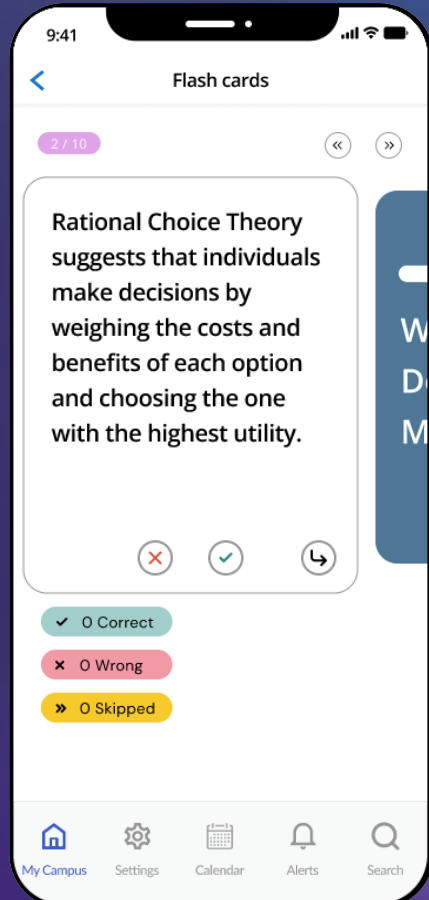 9:41
Flash cards
2 / 10
Rational Choice Theory
suggests that individuals
make decisions by
weighing the costs and
benefits of each option
and choosing the one
with the highest utility.
0 Correct
0 Wrong
0 Skipped
My Campus
Settings
Calendar
Alerts
Search